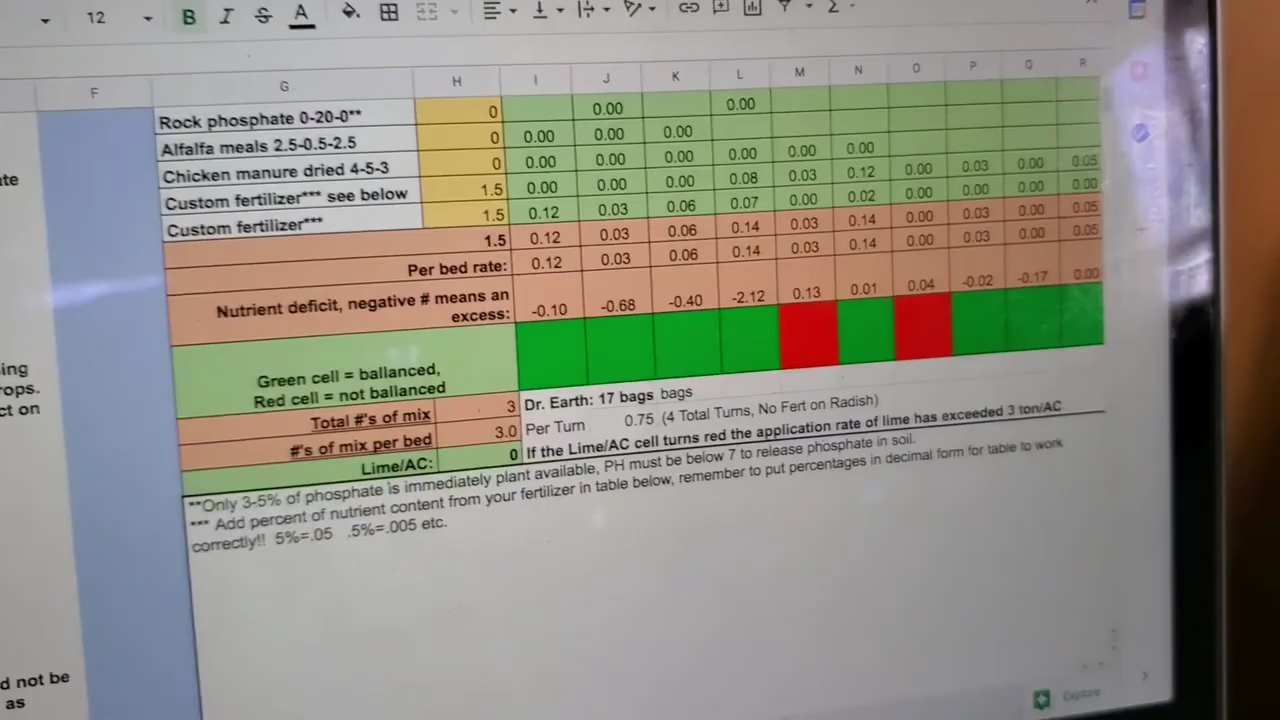 12 B I S A Σ
F G H I J K L M N O P Q R
Rock phosphate 0-20-0** 0 0.00 0.00
Alfalfa meals 2.5-0.5-2.5 0 0.00 0.00 0.00
Chicken manure dried 4-5-3 0 0.00 0.00 0.00 0.00 0.00 0.00
Custom fertilizer*** see below 1.5 0.00 0.00 0.00 0.08 0.03 0.12 0.00 0.03 0.00 0.05
Custom fertilizer*** 1.5 0.12 0.03 0.06 0.07 0.00 0.02 0.00 0.00 0.00 0.00
1.5 0.12 0.03 0.06 0.14 0.03 0.14 0.00 0.03 0.00 0.05
Per bed rate: 0.12 0.03 0.06 0.14 0.03 0.14 0.00 0.03 0.00 0.05
Nutrient deficit, negative # means an
excess: -0.10 -0.68 -0.40 -2.12 0.13 0.01 0.04 -0.02 -0.17 0.00
Green cell = ballanced,
Red cell = not ballanced
Total #'s of mix 3 Dr. Earth: 17 bags bags
#'s of mix per bed 3.0 Per Turn 0.75 (4 Total Turns, No Fert on Radish)
Lime/AC: 0 If the Lime/AC cell turns red the application rate of lime has exceeded 3 ton/AC
**Only 3-5% of phosphate is immediately plant available, PH must be below 7 to release phosphate in soil.
*** Add percent of nutrient content from your fertilizer in table below, remember to put percentages in decimal form for table to work
correctly!! 5%=.05 .5%=.005 etc.
ct on
d not be
as
Explore